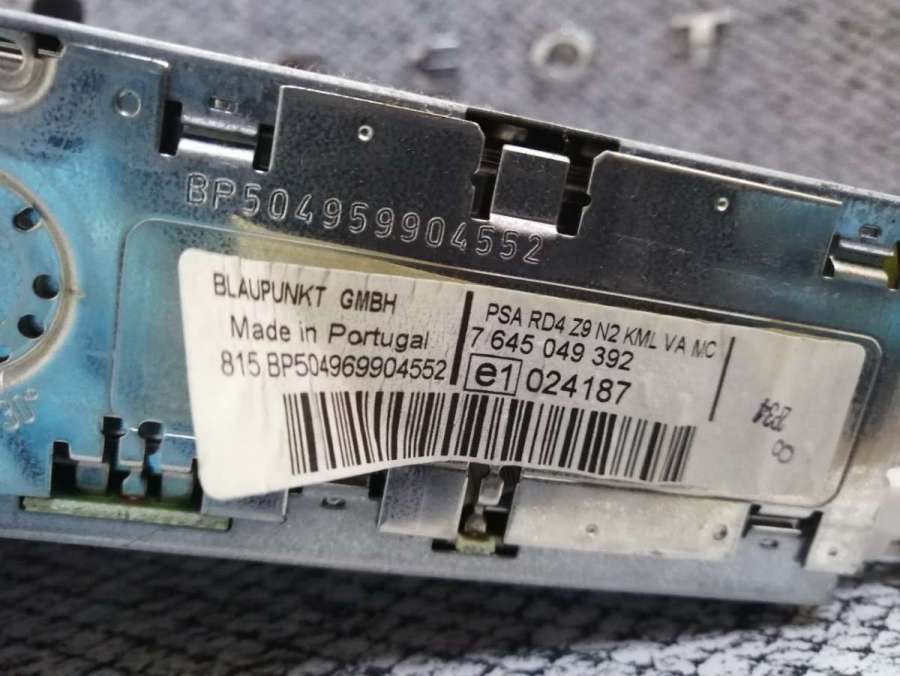 BP504959904552
BLAUPUNKT GMBH
Made in Portugal
815 BP504969904552
PSA RD4 Z9 N2 KML VA MC
7 645 049 392
e1 024187